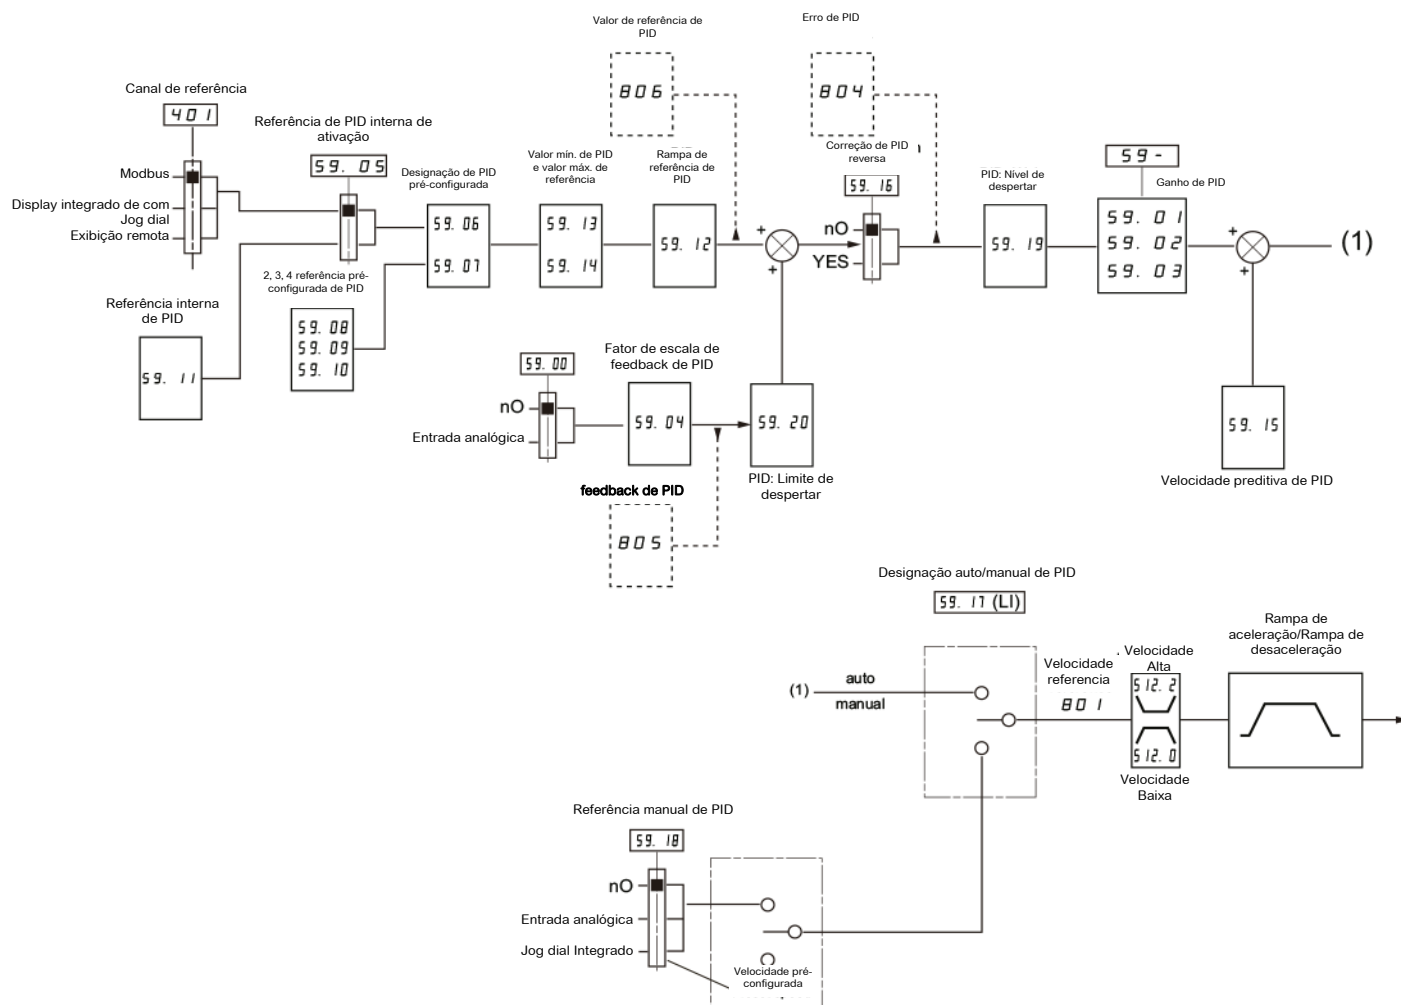 Valor de referência de
PID
Erro de PID
806
804
Canal de referência
401
Referência de PID interna de
ativação
59. 05
Modbus
Display integrado de com
Jog dial
Exibição remota
Designação de PID
pré-configurada
59. 06
59. 07
Valor mín. de PID
e valor máx. de
referência
59. 13
59. 14
Rampa de
referência de
PID
59. 12
+
+
Correção de PID
reversa
59. 16
nO
YES
PID: Nível de
despertar
59. 19
59 -
Ganho de PID
59. 01
59. 02
59. 03
+
+
(1)
2, 3, 4 referência pré-
configurada de PID
59. 08
59. 09
59. 10
Referência interna
de PID
59. 11
59. 00
nO
Entrada analógica
Fator de escala de
feedback de PID
59. 04
59. 20
PID: Limite de
despertar
feedback de PID
805
59. 15
Velocidade preditiva de PID
Designação auto/manual de PID
59. 17 (LI)
(1)
auto
manual
Velocidade
referencia
801
. Velocidade
Alta
512. 2
512. 0
Velocidade
Baixa
Rampa de
aceleração/Rampa de
desaceleração
Referência manual de PID
59. 18
nO
Entrada analógica
Jog dial Integrado
Velocidade pré-
configurada